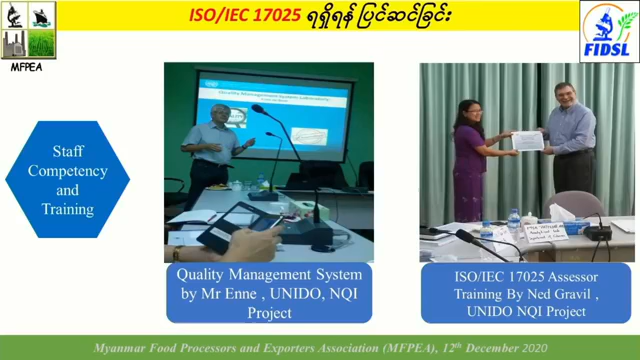 ISO/IEC 17025 ရရှိရန် ပြင်ဆင်ခြင်း
MFPEA
FIDSL
Staff
Competency
and
Training
Quality Management System
by Mr Enne , UNIDO, NQI
Project
ISO/IEC 17025 Assessor
Training By Ned Gravil ,
UNIDO NQI Project
Myanmar Food Processors and Exporters Association (MFPEA), 12th December 2020